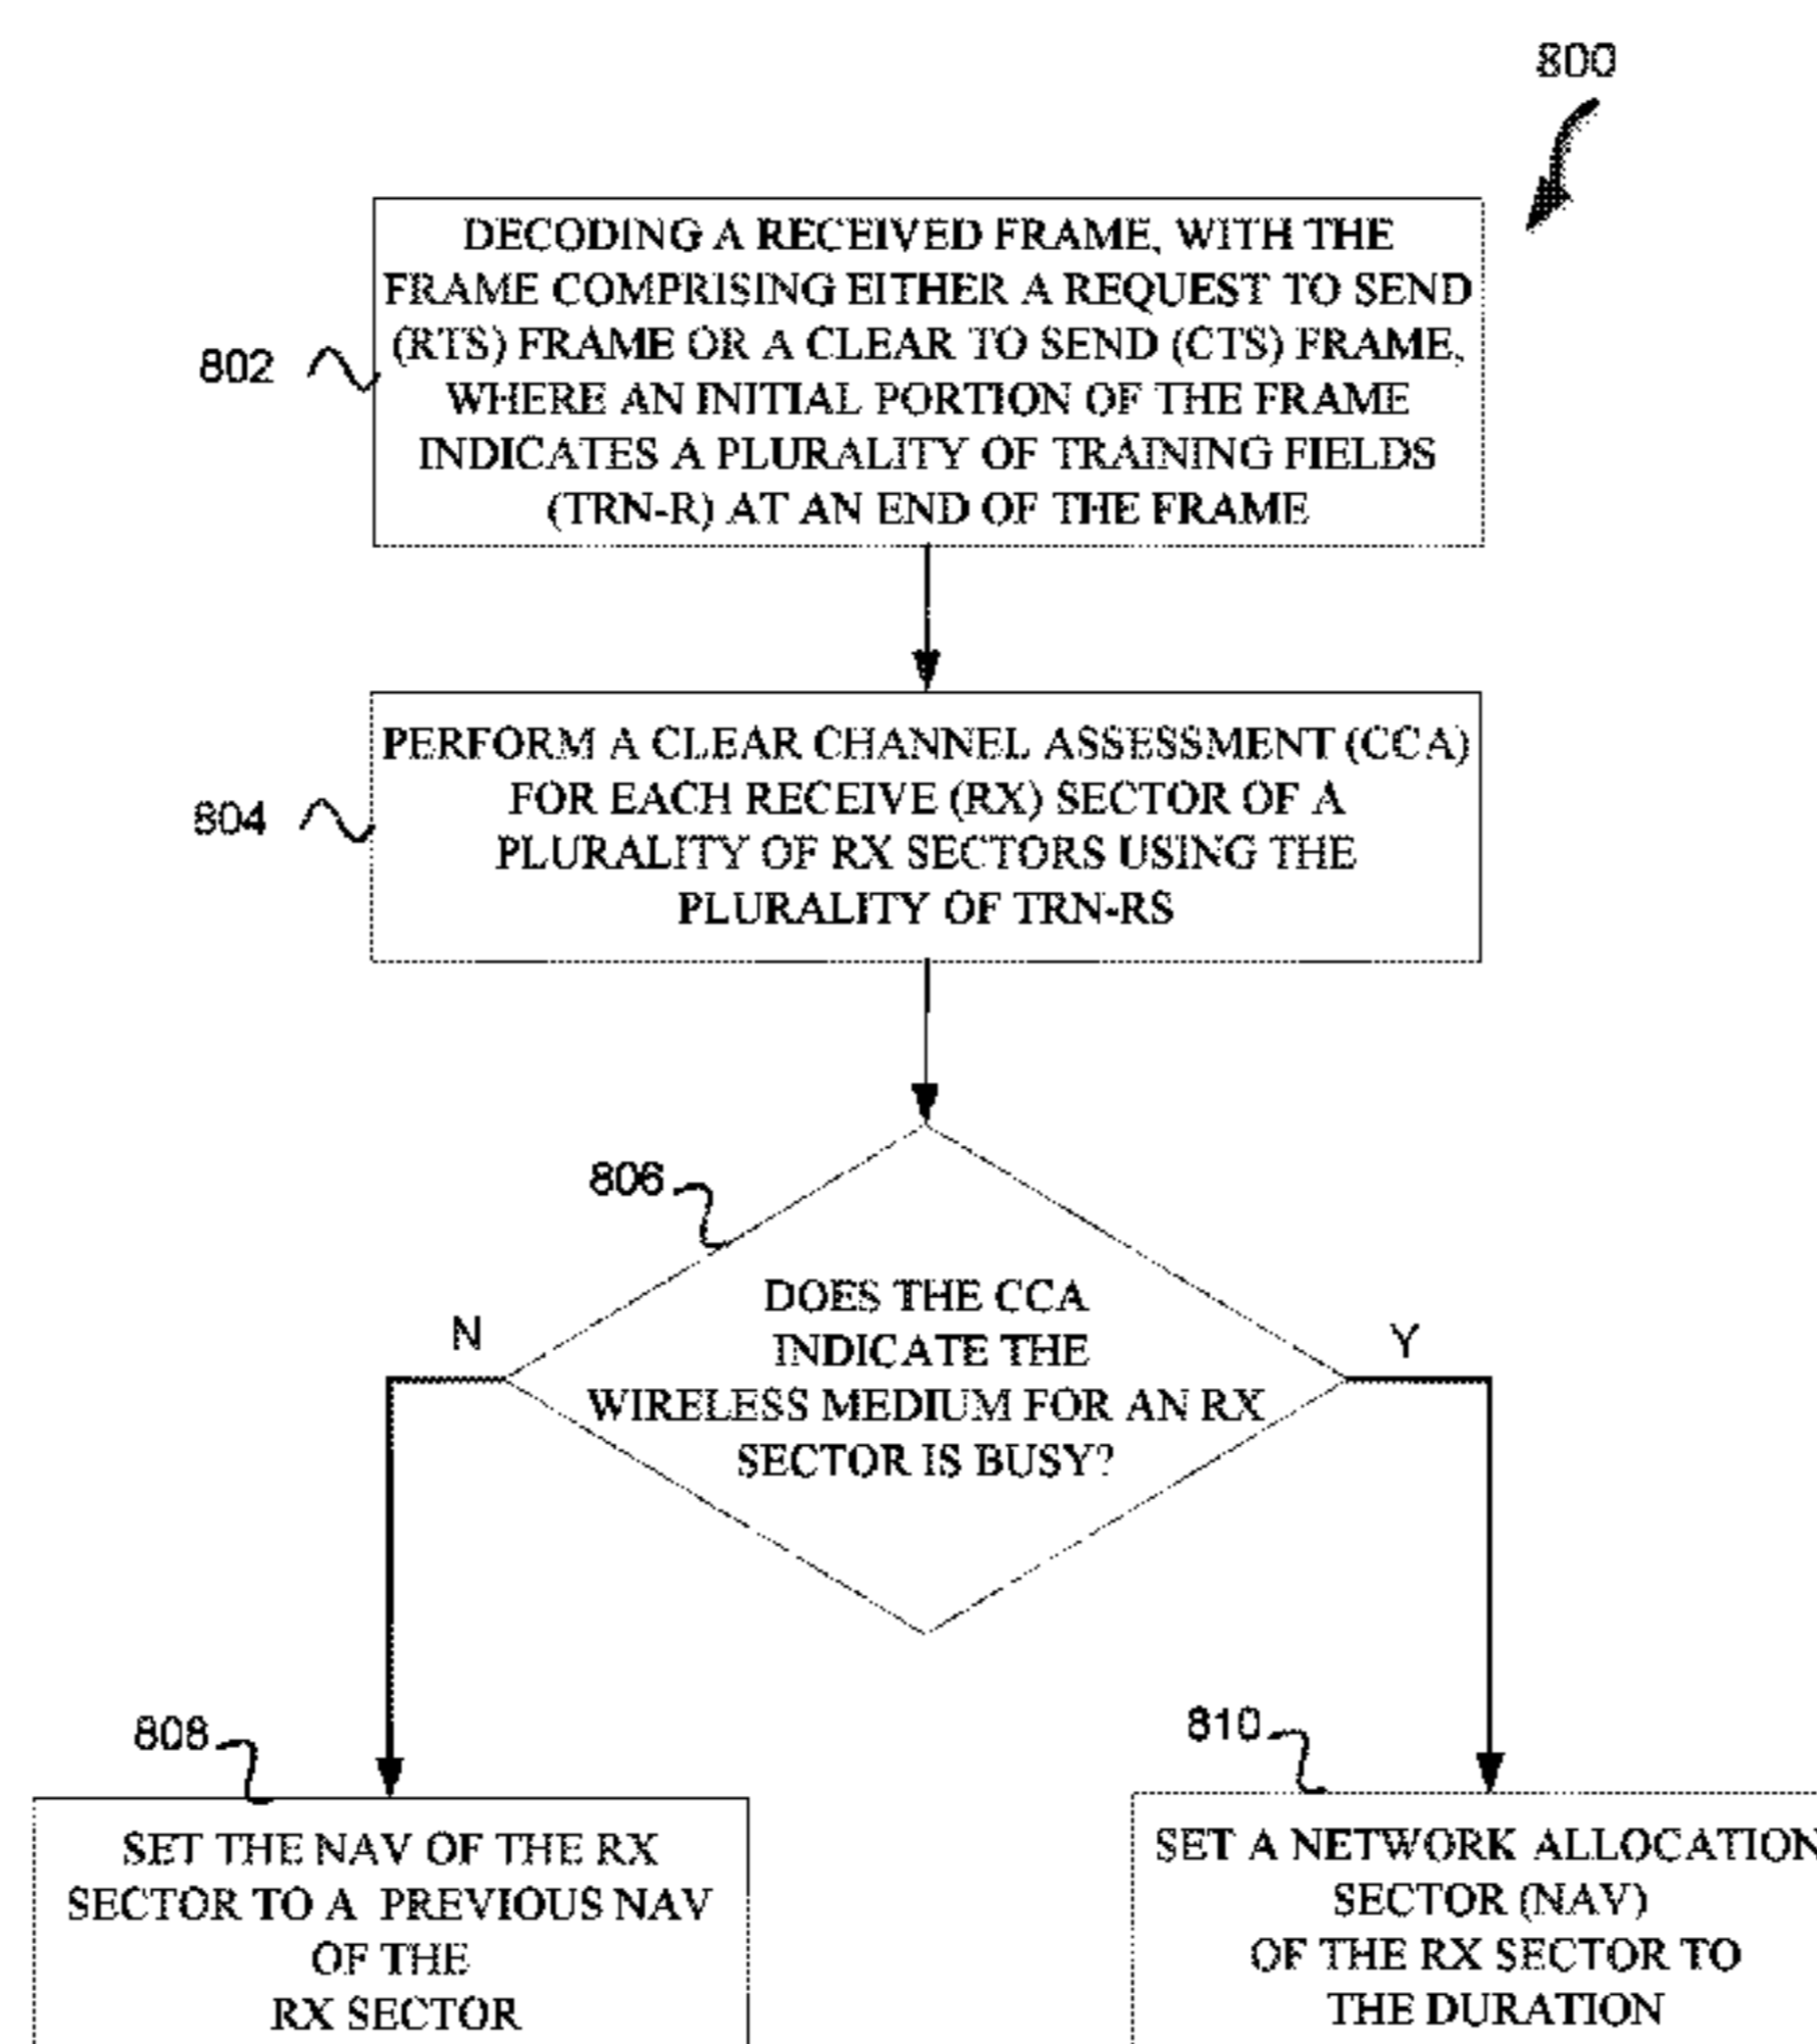 800
DECODING A RECEIVED FRAME, WITH THE
FRAME COMPRISING EITHER A REQUEST TO SEND
(RTS) FRAME OR A CLEAR TO SEND (CTS) FRAME,
WHERE AN INITIAL PORTION OF THE FRAME
INDICATES A PLURALITY OF TRAINING FIELDS
(TRN-R) AT AN END OF THE FRAME
802
PERFORM A CLEAR CHANNEL ASSESSMENT (CCA)
FOR EACH RECEIVE (RX) SECTOR OF A
PLURALITY OF RX SECTORS USING THE
PLURALITY OF TRN-RS
804
806
DOES THE CCA
INDICATE THE
WIRELESS MEDIUM FOR AN RX
SECTOR IS BUSY?
N
Y
808
SET THE NAV OF THE RX
SECTOR TO A PREVIOUS NAV
OF THE
RX SECTOR
810
SET A NETWORK ALLOCATION
SECTOR (NAV)
OF THE RX SECTOR TO
THE DURATION